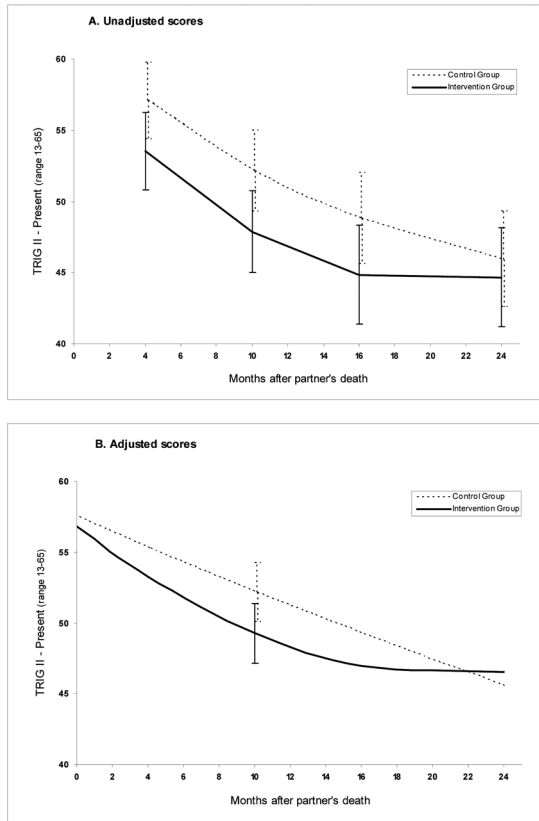 A. Unadjusted scores
60
55
50
45
40
TRIG II - Present (range 13-65)
Control Group
Intervention Group
0 2 4 6 8 10 12 14 16 18 20 22 24
Months after partner's death
B. Adjusted scores
60
55
50
45
40
TRIG II - Present (range 13-65)
Control Group
Intervention Group
0 2 4 6 8 10 12 14 16 18 20 22 24
Months after partner's death